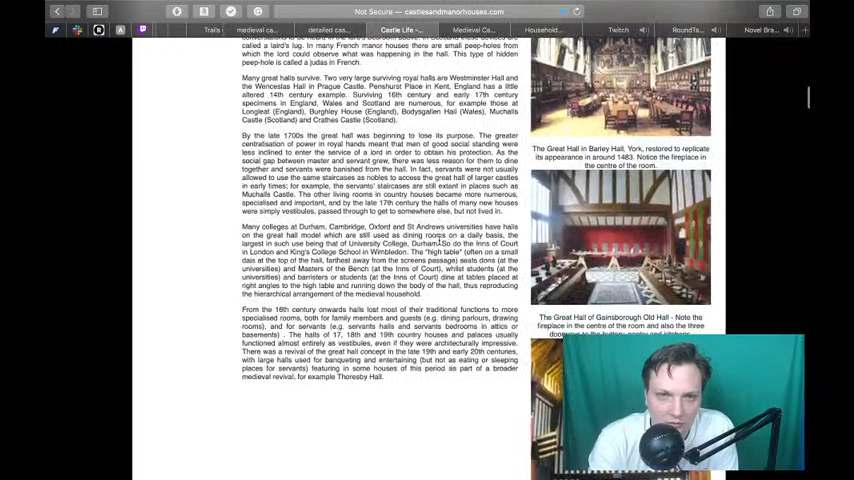 Not Secure — castlesandmanorhouses.com
Trails
medieval ca
detailed cas...
Castle Life –...
Medieval Ca...
Household...
Twitch
RoundTa...
Novel Bra...
called a laird's lug. In many French manor houses there are small peep-holes from
which the lord could observe what was happening in the hall. This type of hidden
peep-hole is called a judas in French.
Many great halls survive. Two very large surviving royal halls are Westminster Hall and
the Wenceslas Hall in Prague Castle. Penshurst Place in Kent, England has a little
altered 14th century example. Surviving 16th century and early 17th century
specimens in England, Wales and Scotland are numerous, for example those at
Longleat (England), Burghley House (England), Bodysgallen Hall (Wales), Muchalls
Castle (Scotland) and Crathes Castle (Scotland).
By the late 1700s the great hall was beginning to lose its purpose. The greater
centralisation of power in royal hands meant that men of good social standing were
less inclined to enter the service of a lord in order to obtain his protection. As the
social gap between master and servant grew, there was less reason for them to dine
together and servants were banished from the hall. In fact, servants were not usually
allowed to use the same staircases as nobles to access the great hall of larger castles
in early times; for example, the servants' staircases are still extant in places such as
Muchalls Castle. The other living rooms in country houses became more numerous,
specialised and important, and by the late 17th century the halls of many new houses
were simply vestibules, passed through to get to somewhere else, but not lived in.
Many colleges at Durham, Cambridge, Oxford and St Andrews universities have halls
on the great hall model which are still used as dining rooms on a daily basis, the
largest in such use being that of University College, Durham. So do the Inns of Court
in London and King's College School in Wimbledon. The "high table" (often on a small
dais at the top of the hall, farthest away from the screens passage) seats dons (at the
universities) and Masters of the Bench (at the Inns of Court), whilst students (at the
universities) and barristers or students (at the Inns of Court) dine at tables placed at
right angles to the high table and running down the body of the hall, thus reproducing
the hierarchical arrangement of the medieval household.
From the 16th century onwards halls lost most of their traditional functions to more
specialised rooms, both for family members and guests (e.g. dining parlours, drawing
rooms), and for servants (e.g. servants halls and servants bedrooms in attics or
basements) . The halls of 17, 18th and 19th country houses and palaces usually
functioned almost entirely as vestibules, even if they were architecturally impressive.
There was a revival of the great hall concept in the late 19th and early 20th centuries,
with large halls used for banqueting and entertaining (but not as eating or sleeping
places for servants) featuring in some houses of this period as part of a broader
medieval revival, for example Thoresby Hall.
The Great Hall in Barley Hall, York, restored to replicate
its appearance in around 1483. Notice the fireplace in
the centre of the room.
The Great Hall of Gainsborough Old Hall - Note the
fireplace in the centre of the room and also the three